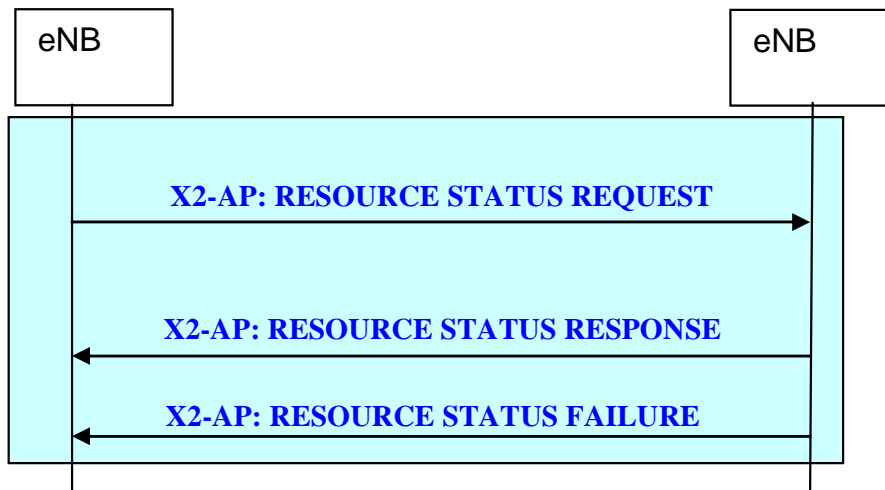 eNB
eNB
X2-AP: RESOURCE STATUS REQUEST
X2-AP: RESOURCE STATUS RESPONSE
X2-AP: RESOURCE STATUS FAILURE